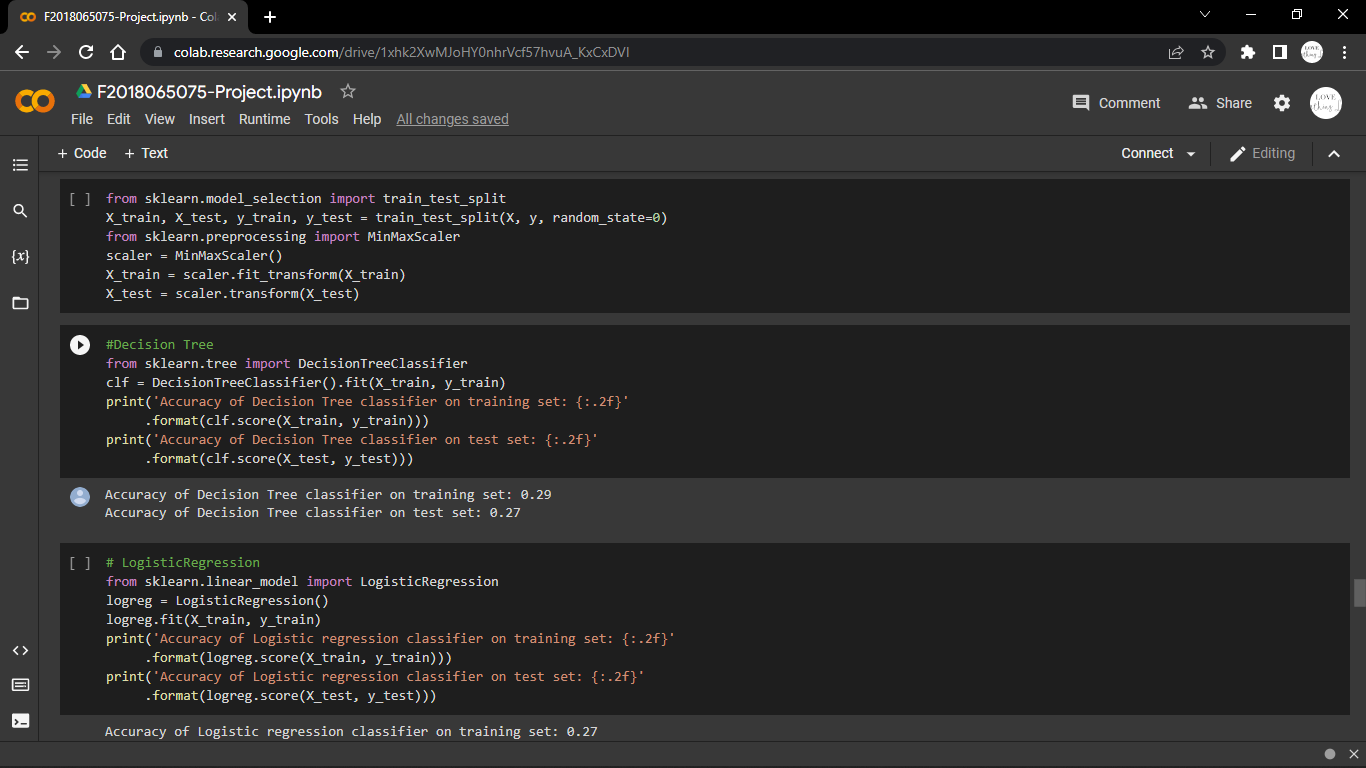 F2018065075-Project.ipynb - Col
colab.research.google.com/drive/1xhk2XwMJoHY0nhrVcf57hvuA_KxCxDVI
F2018065075-Project.ipynb
Comment
Share
File Edit View Insert Runtime Tools Help All changes saved
+ Code + Text
Connect
Editing
[ ] from sklearn.model_selection import train_test_split
X_train, X_test, y_train, y_test = train_test_split(X, y, random_state=0)
from sklearn.preprocessing import MinMaxScaler
scaler = MinMaxScaler()
X_train = scaler.fit_transform(X_train)
X_test = scaler.transform(X_test)
{x}
#Decision Tree
from sklearn.tree import DecisionTreeClassifier
clf = DecisionTreeClassifier().fit(X_train, y_train)
print('Accuracy of Decision Tree classifier on training set: {:.2f}'
.format(clf.score(X_train, y_train)))
print('Accuracy of Decision Tree classifier on test set: {:.2f}'
.format(clf.score(X_test, y_test)))
Accuracy of Decision Tree classifier on training set: 0.29
Accuracy of Decision Tree classifier on test set: 0.27
[ ] # LogisticRegression
from sklearn.linear_model import LogisticRegression
logreg = LogisticRegression()
logreg.fit(X_train, y_train)
print('Accuracy of Logistic regression classifier on training set: {:.2f}'
.format(logreg.score(X_train, y_train)))
print('Accuracy of Logistic regression classifier on test set: {:.2f}'
.format(logreg.score(X_test, y_test)))
Accuracy of Logistic regression classifier on training set: 0.27